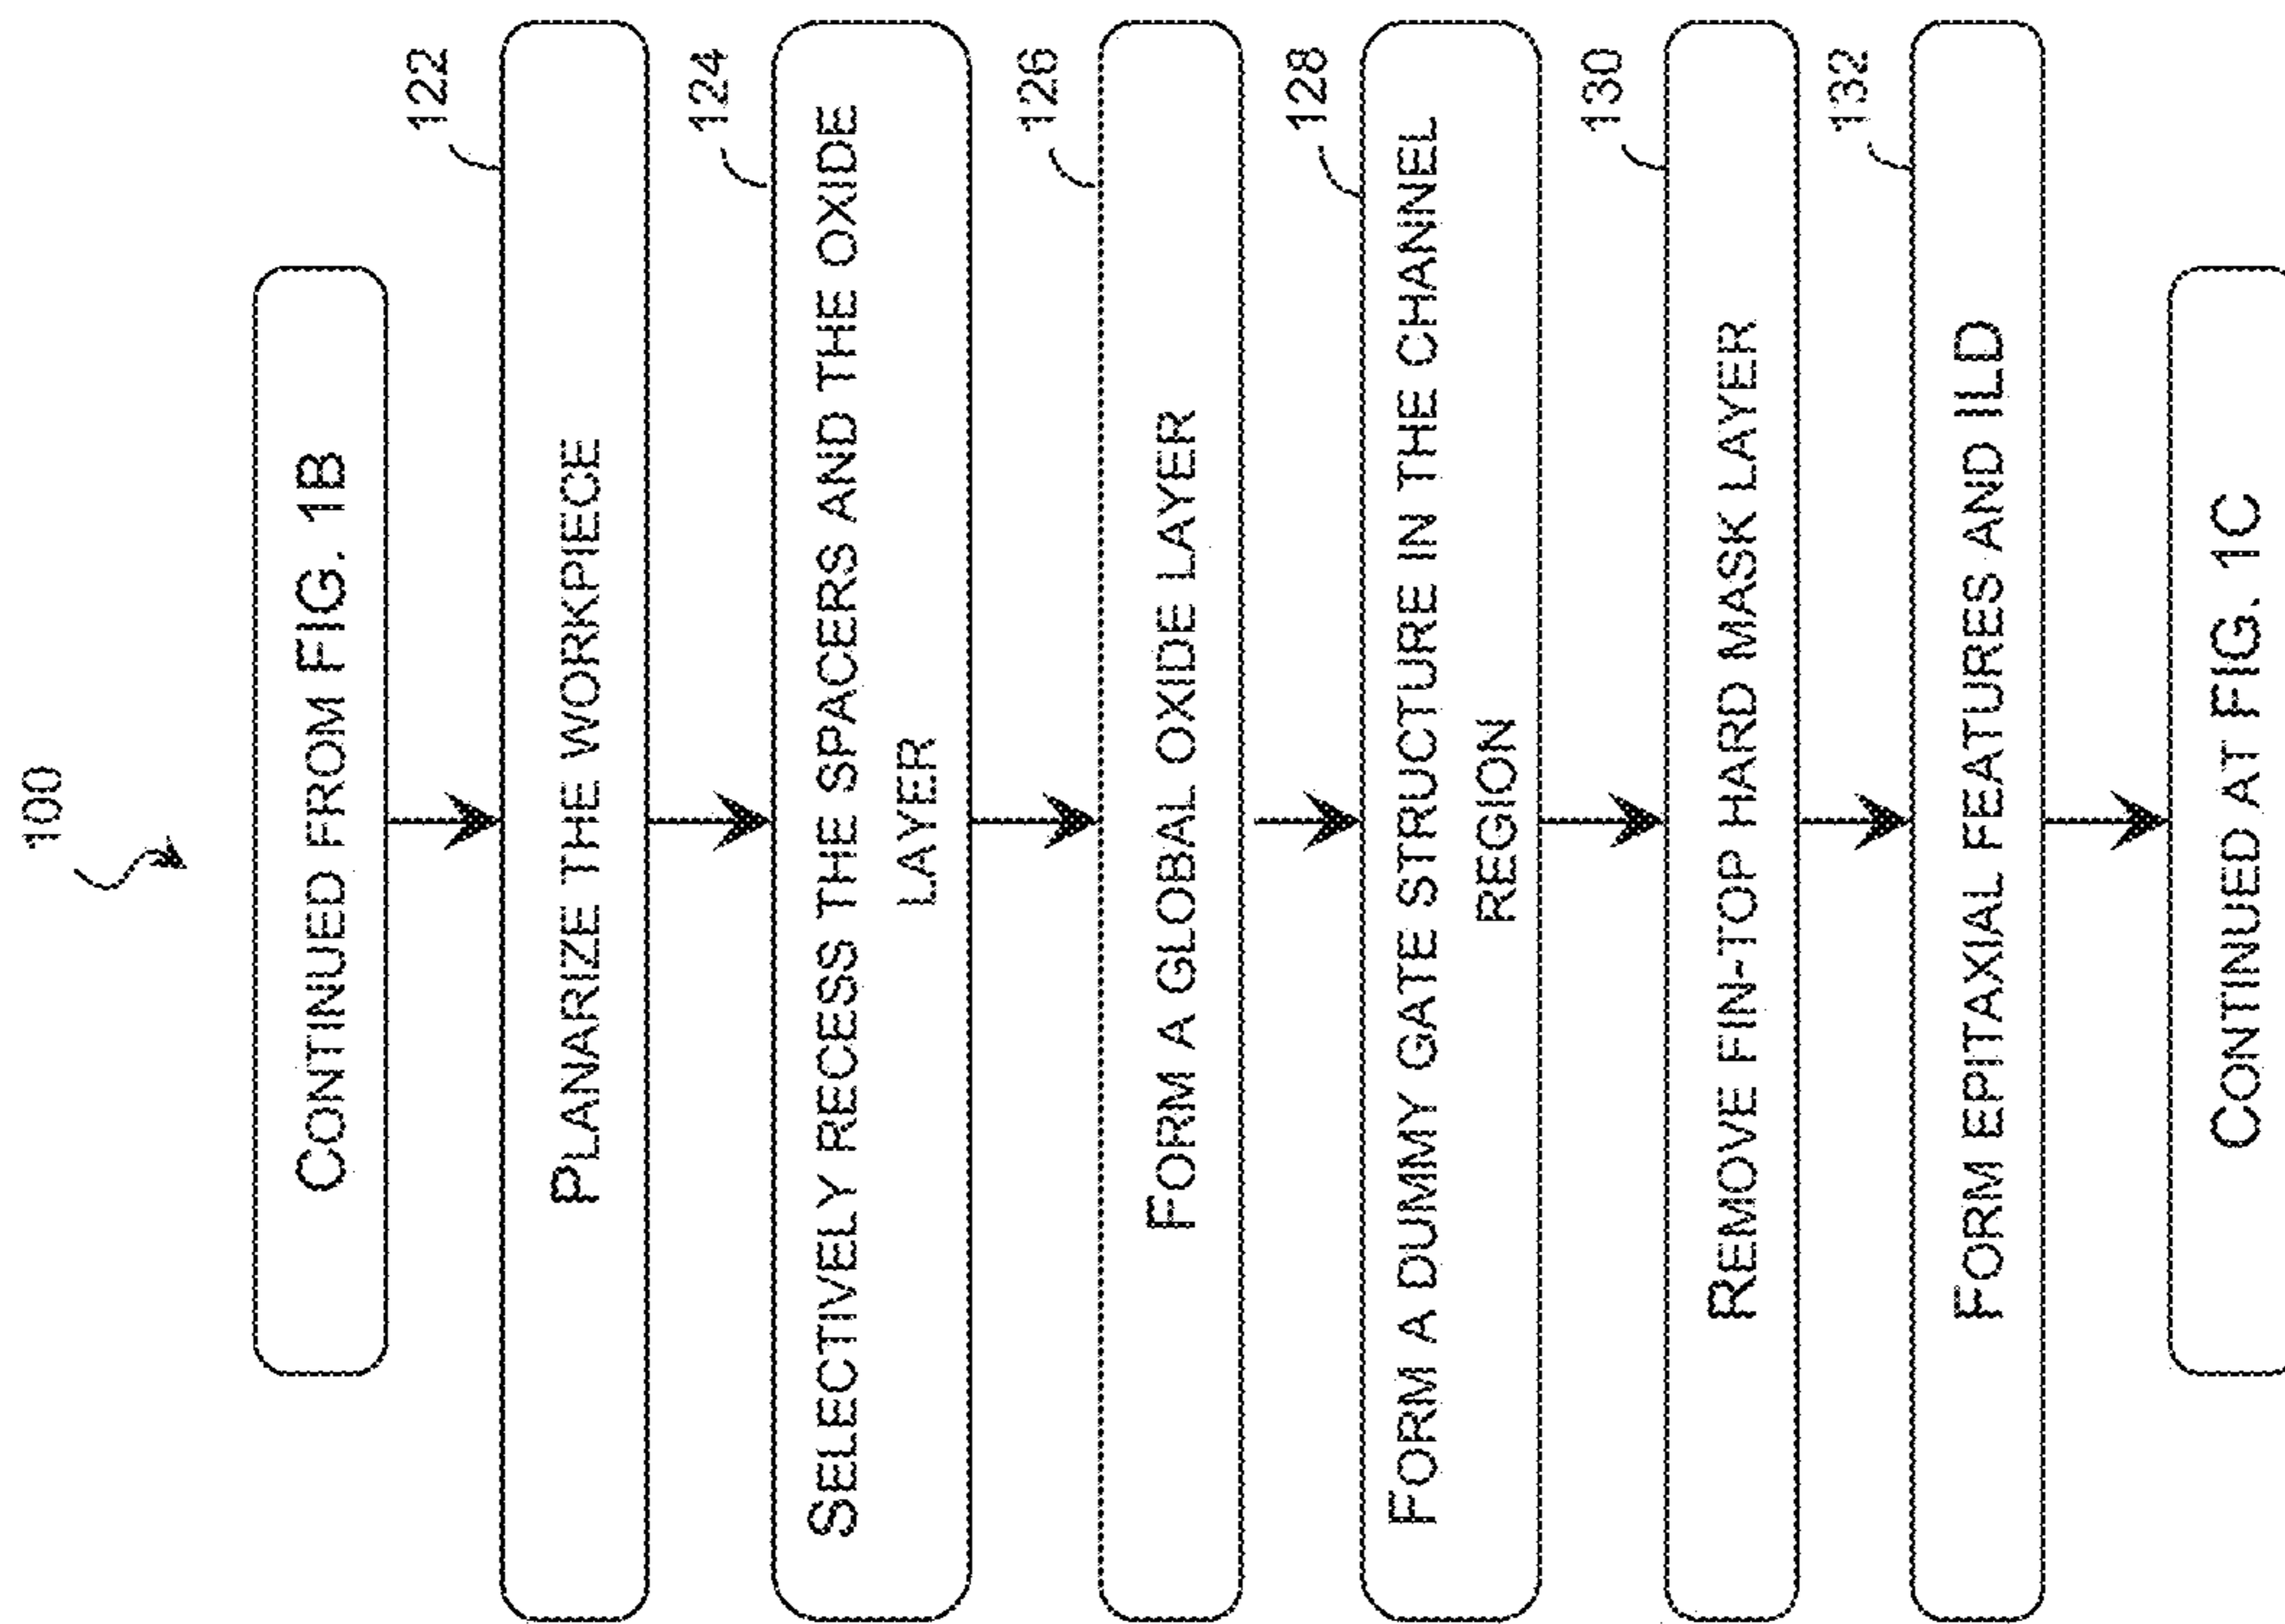 100
CONTINUED FROM FIG. 1B
122
PLANARIZE THE WORKPIECE
124
SELECTIVELY RECESS THE SPACERS AND THE OXIDE
LAYER
126
FORM A GLOBAL OXIDE LAYER
128
FORM A DUMMY GATE STRUCTURE IN THE CHANNEL
REGION
130
REMOVE FIN-TOP HARD MASK LAYER
132
FORM EPITAXIAL FEATURES AND ILD
CONTINUED AT FIG. 1C